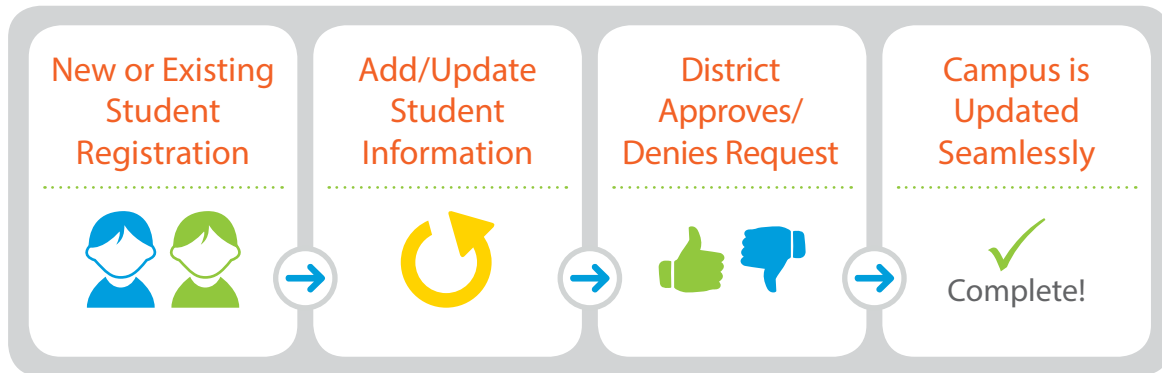 New or Existing
Student
Registration
Add/Update
Student
Information
District
Approves/
Denies Request
Campus is
Updated
Seamlessly
Complete!